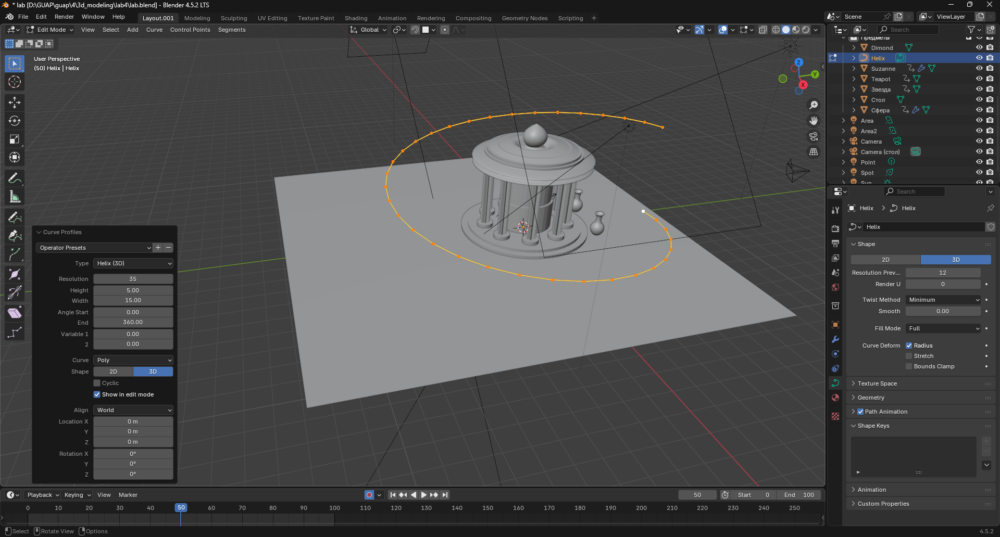 * lab [D:\GUAP\guap\4\3d_modeling\lab4\lab.blend] - Blender 4.5.2 LTS
File Edit Render Window Help
Layout.001 Modeling Sculpting UV Editing Texture Paint Shading Animation Rendering Compositing Geometry Nodes Scripting
Scene
ViewLayer
Edit Mode View Select Add Curve Control Points Segments
Global
Search
User Perspective
(50) Helix | Helix
Z
Y
X
Предметы
Dimond
Helix
Suzanne
Teapot
Звезда
Стол
Сфера
Area
Area2
Camera
Camera (стол)
Point
Spot
Sun
Search
Helix > Helix
Helix
Shape
2D 3D
Resolution Prev... 12
Render U 0
Twist Method Minimum
Smooth 0.00
Fill Mode Full
Curve Deform Radius
Stretch
Bounds Clamp
Texture Space
Geometry
Path Animation
Shape Keys
Animation
Custom Properties
Curve Profiles
Operator Presets
Type Helix (3D)
Resolution 35
Height 5.00
Width 15.00
Angle Start 0.00
End 360.00
Variable 1 0.00
2 0.00
Curve Poly
Shape 2D 3D
Cyclic
Show in edit mode
Align World
Location X 0 m
Y 0 m
Z 0 m
Rotation X 0°
Y 0°
Z 0°
Playback Keying View Marker
50
Start 0
End 100
0 10 20 30 40 50 60 70 80 90 100 110 120 130 140 150 160 170 180 190 200 210 220 230 240 250
Select Rotate View Options
4.5.2